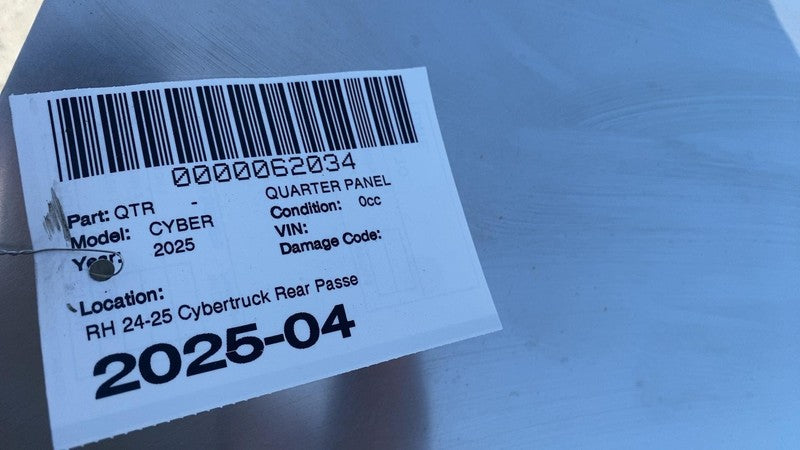 0000062034
Part: QTR - QUARTER PANEL
Model: CYBER Condition: 0cc
Year: 2025 VIN:
Damage Code:
Location:
RH 24-25 Cybertruck Rear Passe
2025-04